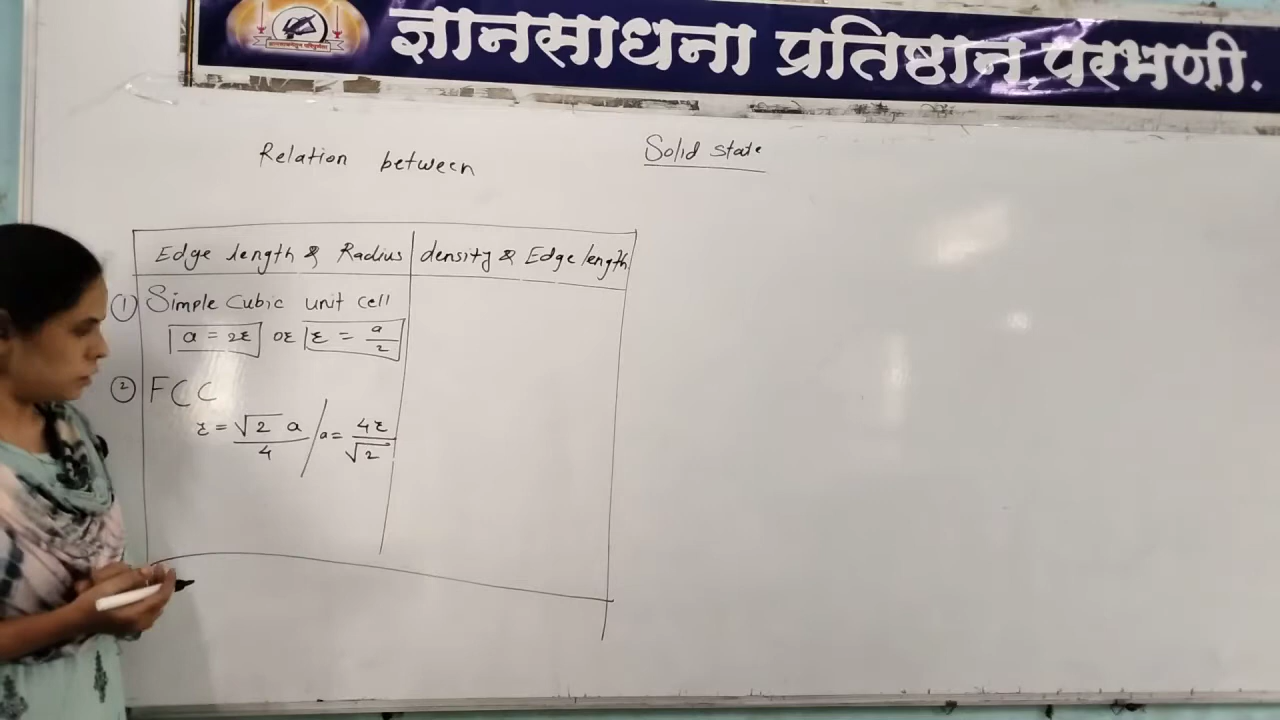 ज्ञानसाधना प्रतिष्ठान, परभणी.
Solid state
Relation between
Edge length & Radius
density & Edge length
① Simple cubic unit cell
a = 2r or r = a/2
② FCC
r = √2 a/4 / a = 4r/√2